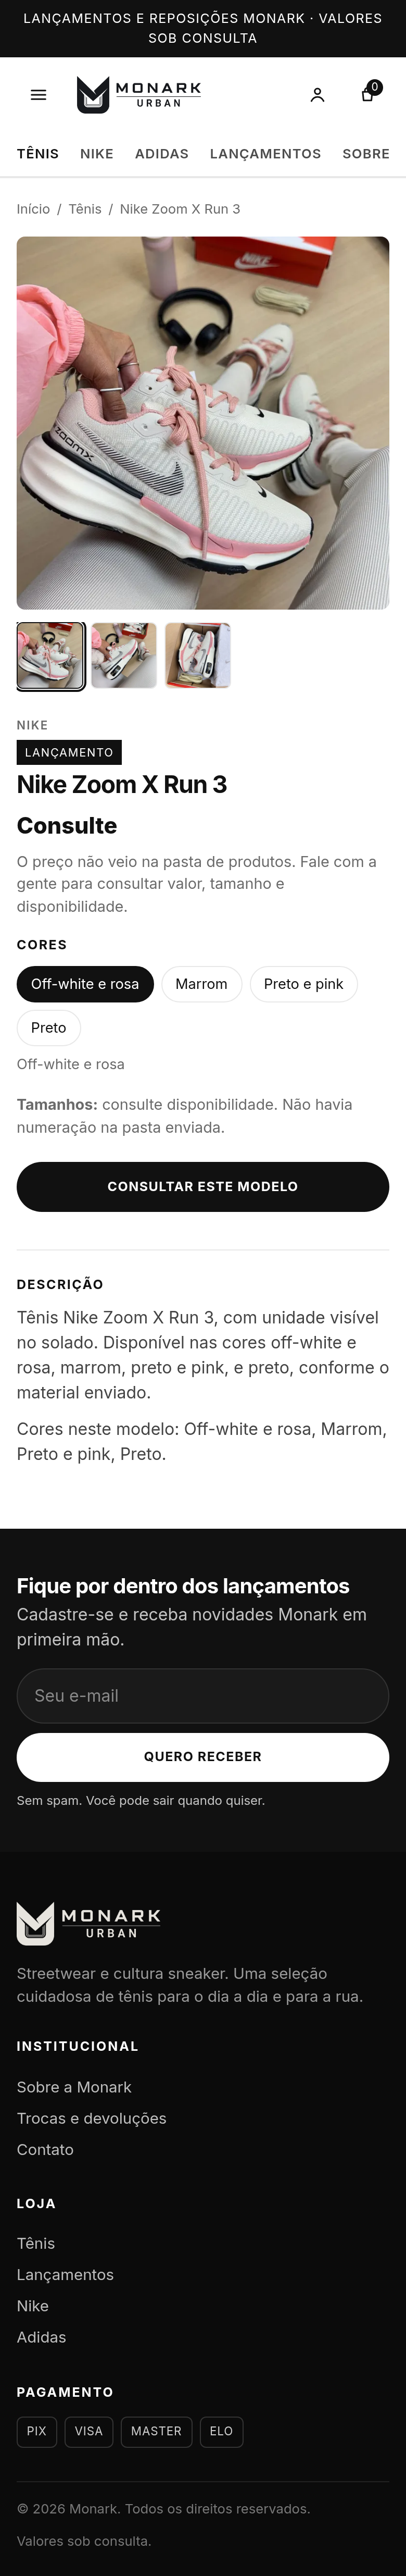 LANÇAMENTOS E REPOSIÇÕES MONARK · VALORES
SOB CONSULTA
MONARK
URBAN
0
TÊNIS NIKE ADIDAS LANÇAMENTOS SOBRE
Início / Tênis / Nike Zoom X Run 3
NIKE
zoomx
NIKE
LANÇAMENTO
Nike Zoom X Run 3
Consulte
O preço não veio na pasta de produtos. Fale com a
gente para consultar valor, tamanho e
disponibilidade.
CORES
Off-white e rosa Marrom Preto e pink
Preto
Off-white e rosa
Tamanhos: consulte disponibilidade. Não havia
numeração na pasta enviada.
CONSULTAR ESTE MODELO
DESCRIÇÃO
Tênis Nike Zoom X Run 3, com unidade visível
no solado. Disponível nas cores off-white e
rosa, marrom, preto e pink, e preto, conforme o
material enviado.
Cores neste modelo: Off-white e rosa, Marrom,
Preto e pink, Preto.
Fique por dentro dos lançamentos
Cadastre-se e receba novidades Monark em
primeira mão.
Seu e-mail
QUERO RECEBER
Sem spam. Você pode sair quando quiser.
MONARK
URBAN
Streetwear e cultura sneaker. Uma seleção
cuidadosa de tênis para o dia a dia e para a rua.
INSTITUCIONAL
Sobre a Monark
Trocas e devoluções
Contato
LOJA
Tênis
Lançamentos
Nike
Adidas
PAGAMENTO
PIX VISA MASTER ELO
© 2026 Monark. Todos os direitos reservados.
Valores sob consulta.